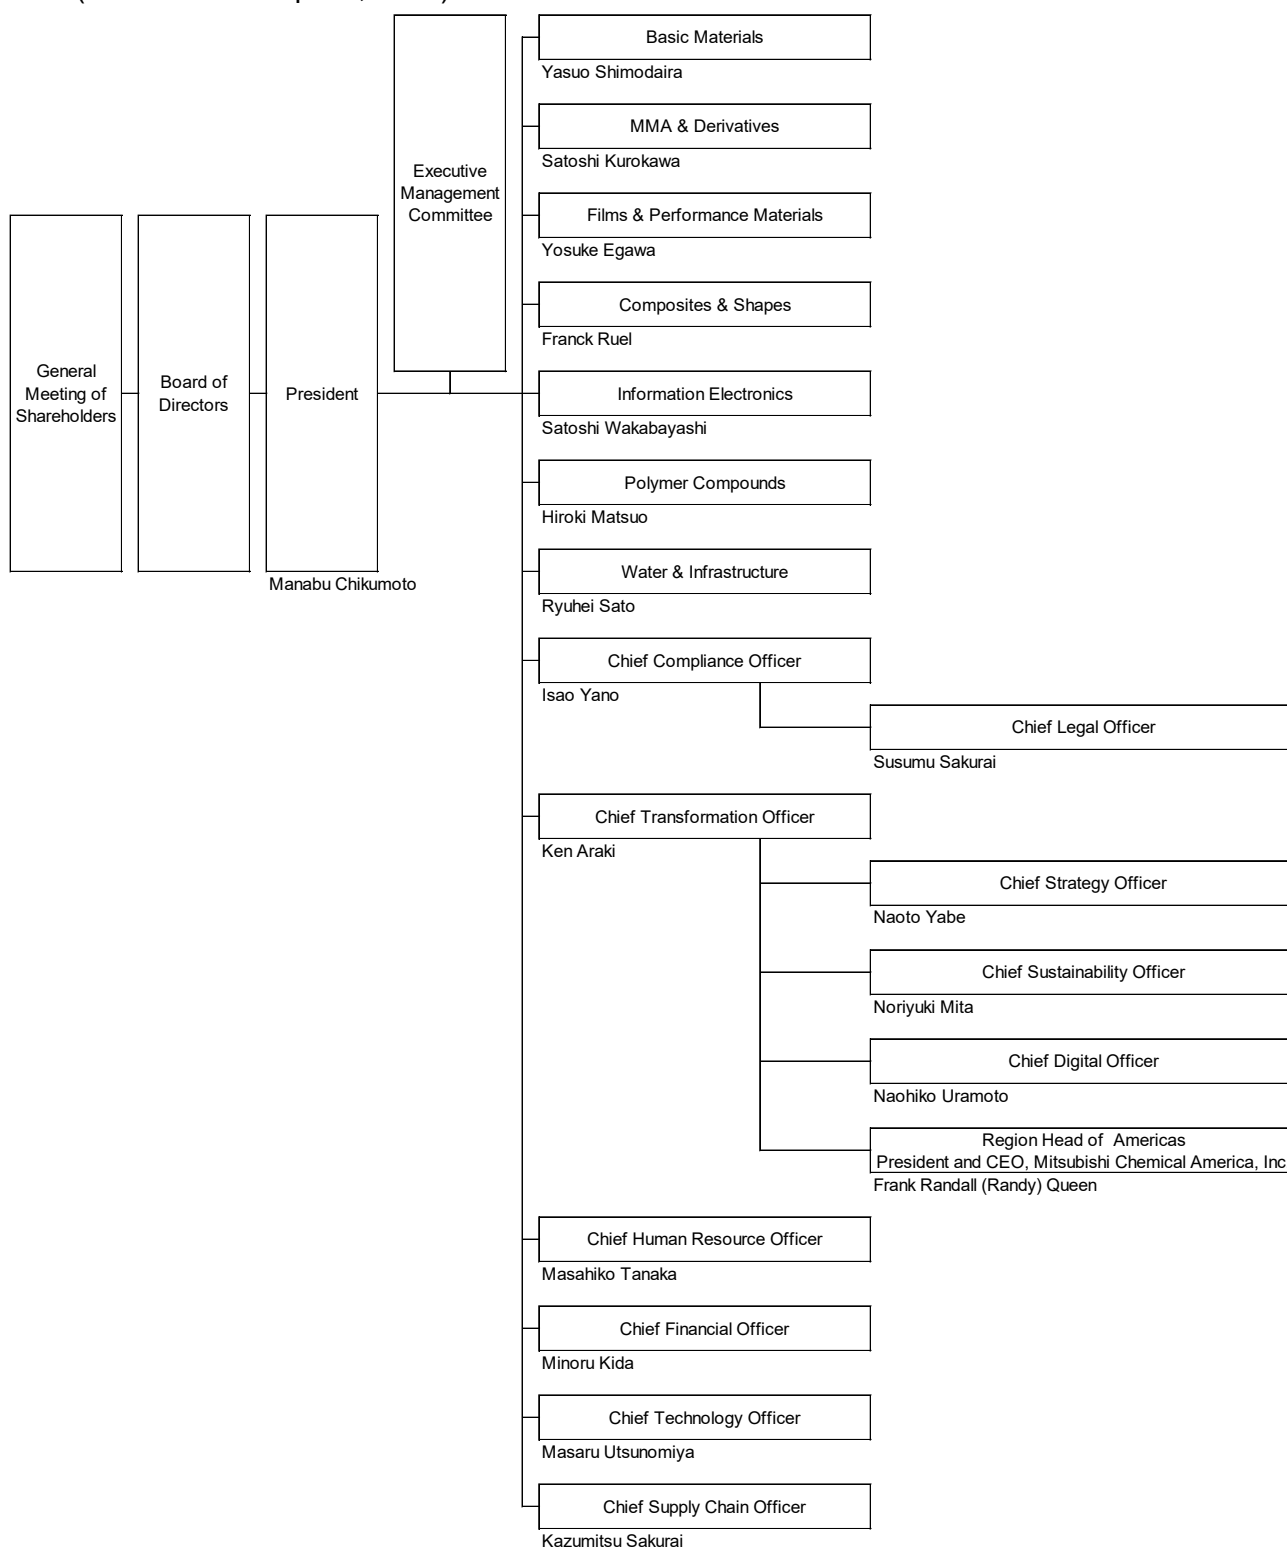 Basic Materials
Yasuo Shimodaira
MMA & Derivatives
Satoshi Kurokawa
Executive
Management
Committee
Films & Performance Materials
Yosuke Egawa
Composites & Shapes
Franck Ruel
General
Meeting of
Shareholders
Board of
Directors
President
Manabu Chikumoto
Information Electronics
Satoshi Wakabayashi
Polymer Compounds
Hiroki Matsuo
Water & Infrastructure
Ryuhei Sato
Chief Compliance Officer
Isao Yano
Chief Legal Officer
Susumu Sakurai
Chief Transformation Officer
Ken Araki
Chief Strategy Officer
Naoto Yabe
Chief Sustainability Officer
Noriyuki Mita
Chief Digital Officer
Naohiko Uramoto
Region Head of Americas
President and CEO, Mitsubishi Chemical America, Inc
Frank Randall (Randy) Queen
Chief Human Resource Officer
Masahiko Tanaka
Chief Financial Officer
Minoru Kida
Chief Technology Officer
Masaru Utsunomiya
Chief Supply Chain Officer
Kazumitsu Sakurai